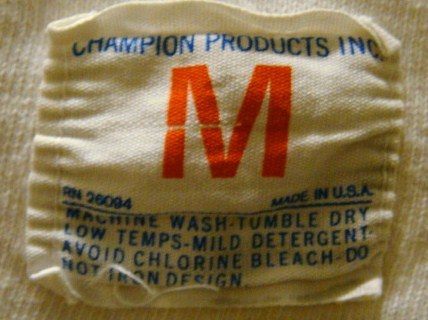 CHAMPION PRODUCTS INC.
M
RN 26094 MADE IN U.S.A.
MACHINE WASH-TUMBLE DRY
LOW TEMPS-MILD DETERGENT-
AVOID CHLORINE BLEACH-DO
NOT IRON DESIGN